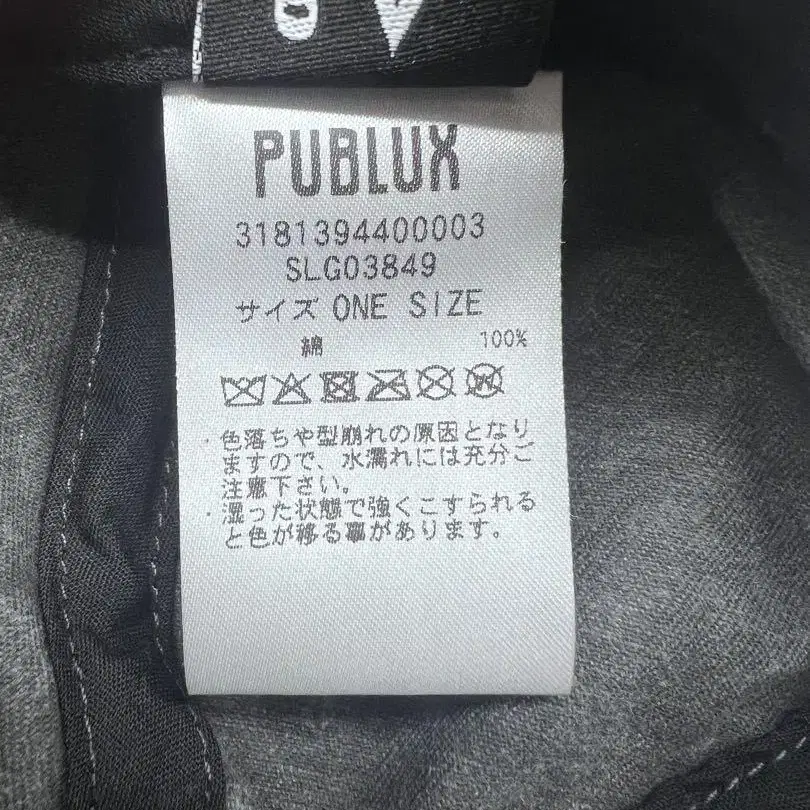 PUBLUX
3181394400003
SLG03849
サイズ ONE SIZE
綿 100%
・色落ちや型崩れの原因となり
ますので、水濡れには充分ご
注意下さい。
・湿った状態で強くこすられる
と色が移る事があります。